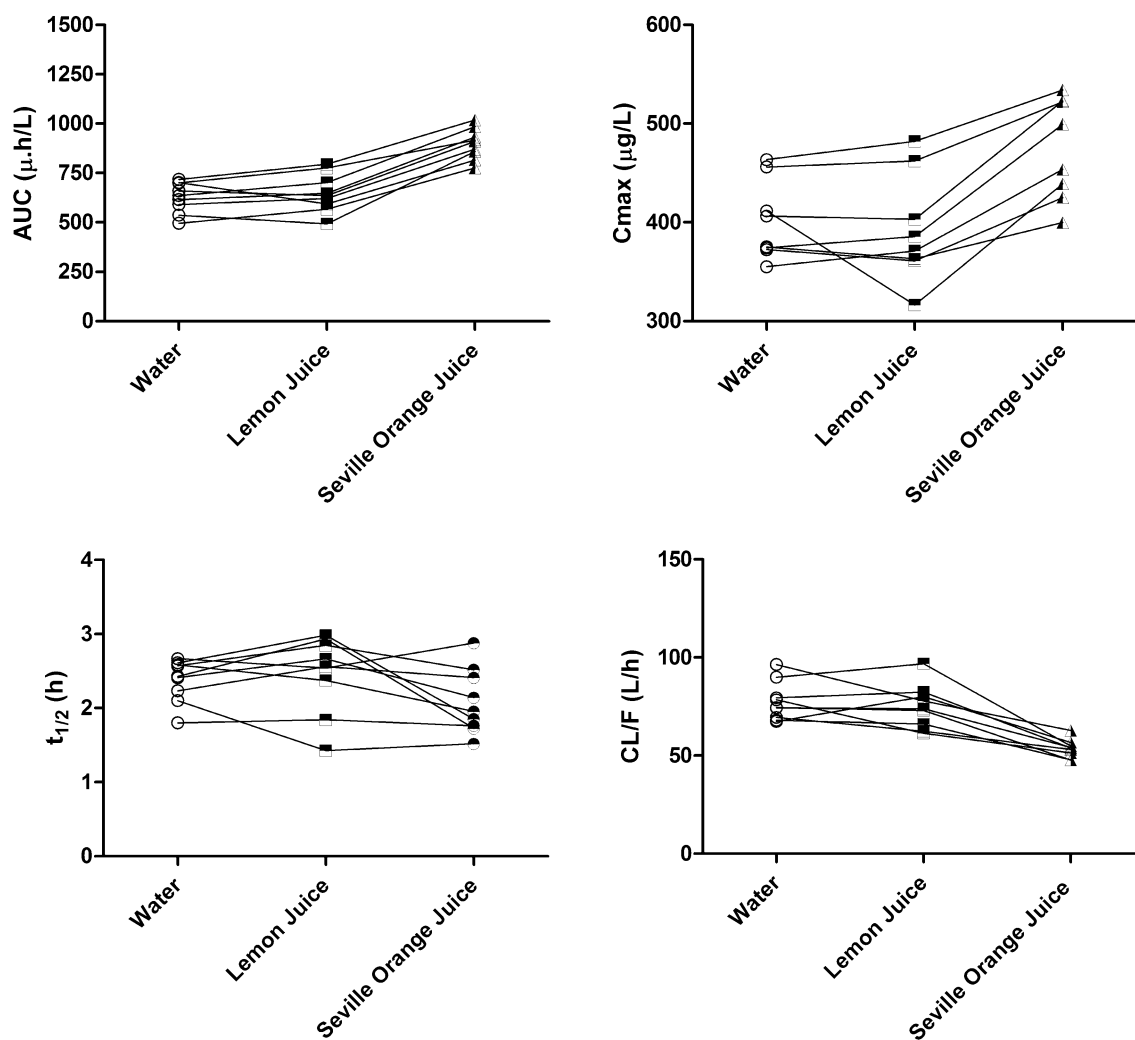 1500
1250
1000
750
500
250
0
AUC (μ.h/L)
Water
Lemon Juice
Seville Orange Juice
600
500
400
300
Cmax (μg/L)
Water
Lemon Juice
Seville Orange Juice
4
3
2
1
0
t1/2 (h)
Water
Lemon Juice
Seville Orange Juice
150
100
50
0
CL/F (L/h)
Water
Lemon Juice
Seville Orange Juice